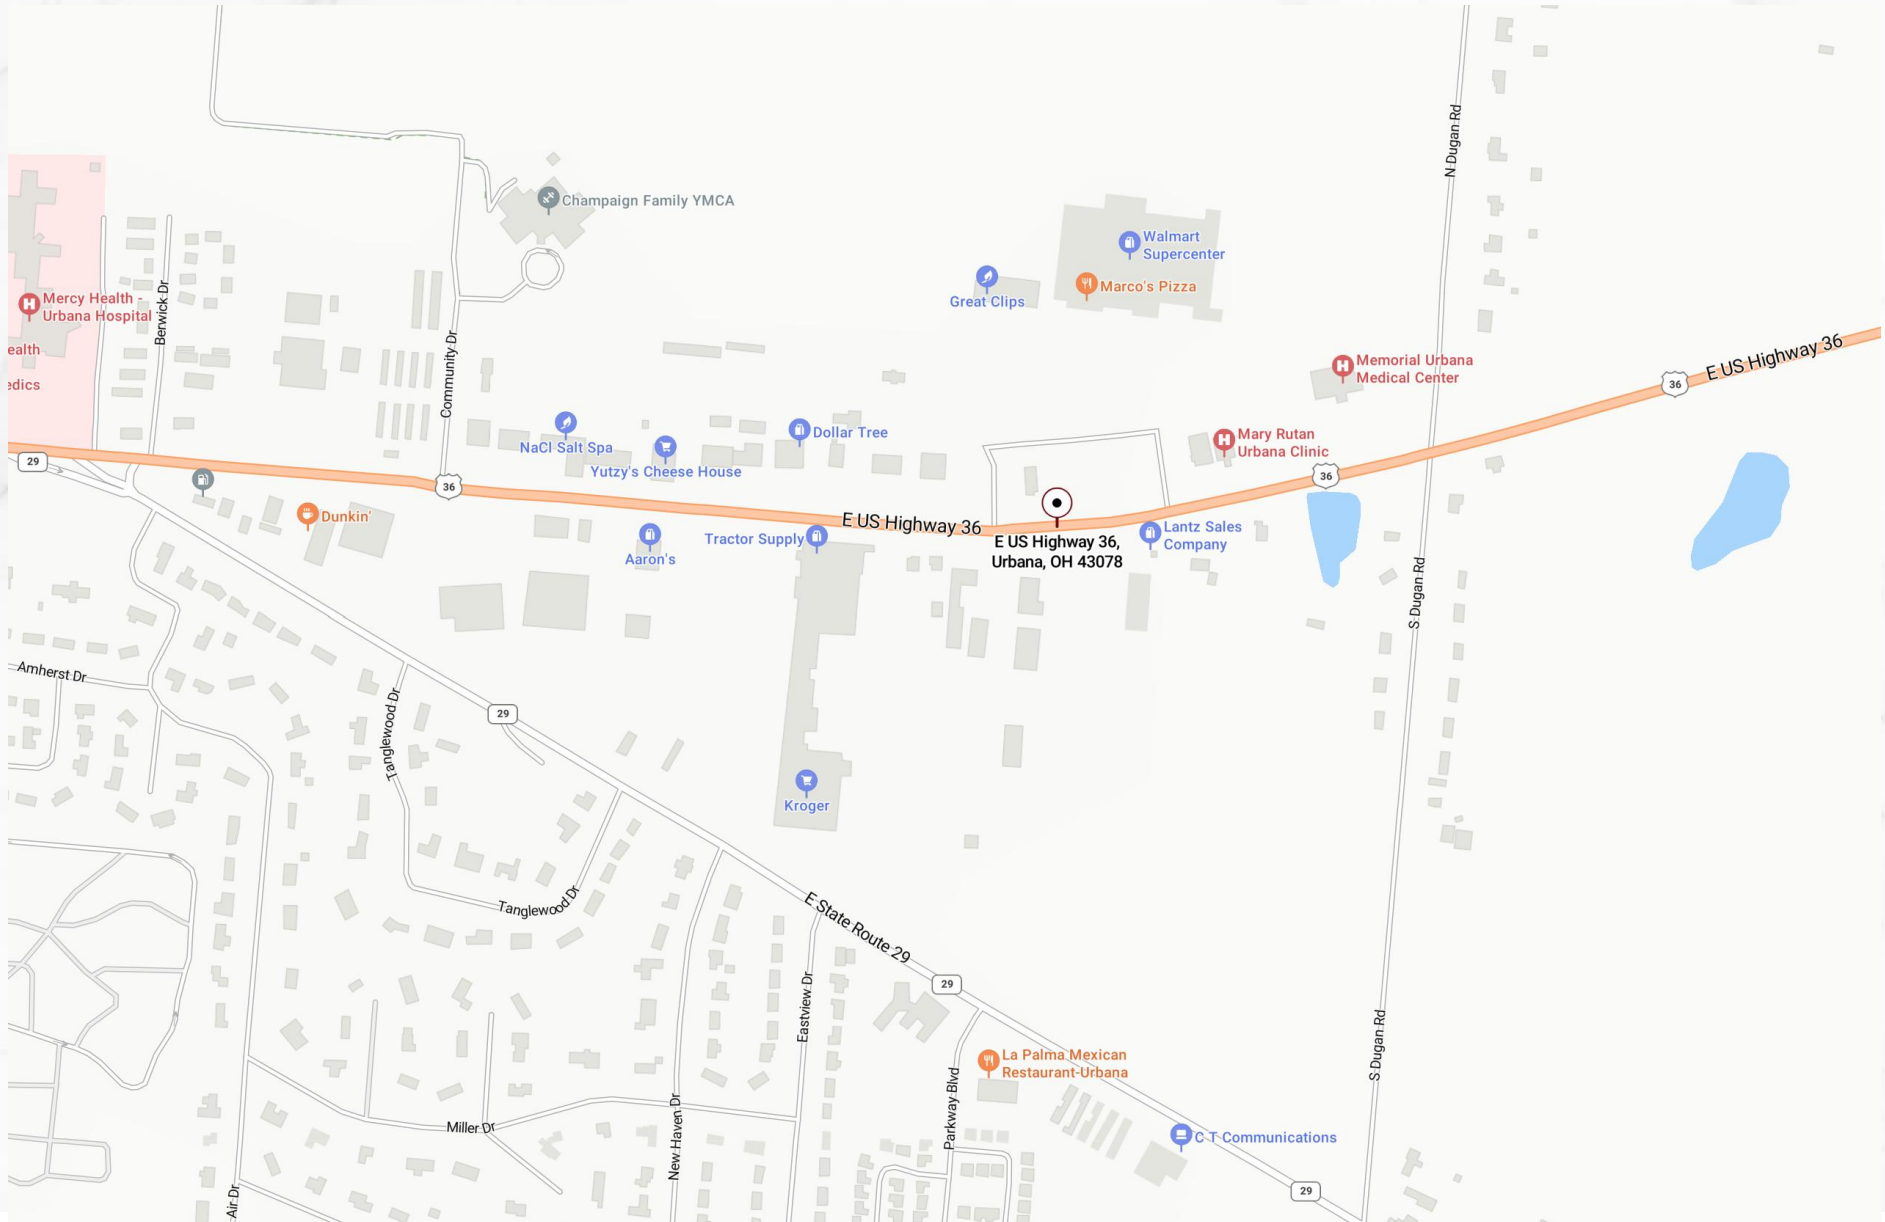 N Dugan Rd
Champaign Family YMCA
Walmart
Supercenter
Marco's Pizza
Great Clips
Mercy Health -
Urbana Hospital
Berwick Dr
ealth
edics
Community Dr
E US Highway 36
36
Memorial Urbana
Medical Center
NaCl Salt Spa
Yutzy's Cheese House
Dollar Tree
Mary Rutan
Urbana Clinic
29
36
36
Dunkin'
Aaron's
Tractor Supply
E US Highway 36
E US Highway 36,
Urbana, OH 43078
Lantz Sales
Company
S Dugan Rd
Amherst Dr
Tanglewood Dr
29
Kroger
Tanglewood Dr
E State Route 29
29
Eastview Dr
La Palma Mexican
Restaurant-Urbana
S Dugan Rd
Parkway Blvd
Miller Dr
New Haven Dr
C T Communications
Air Dr
29